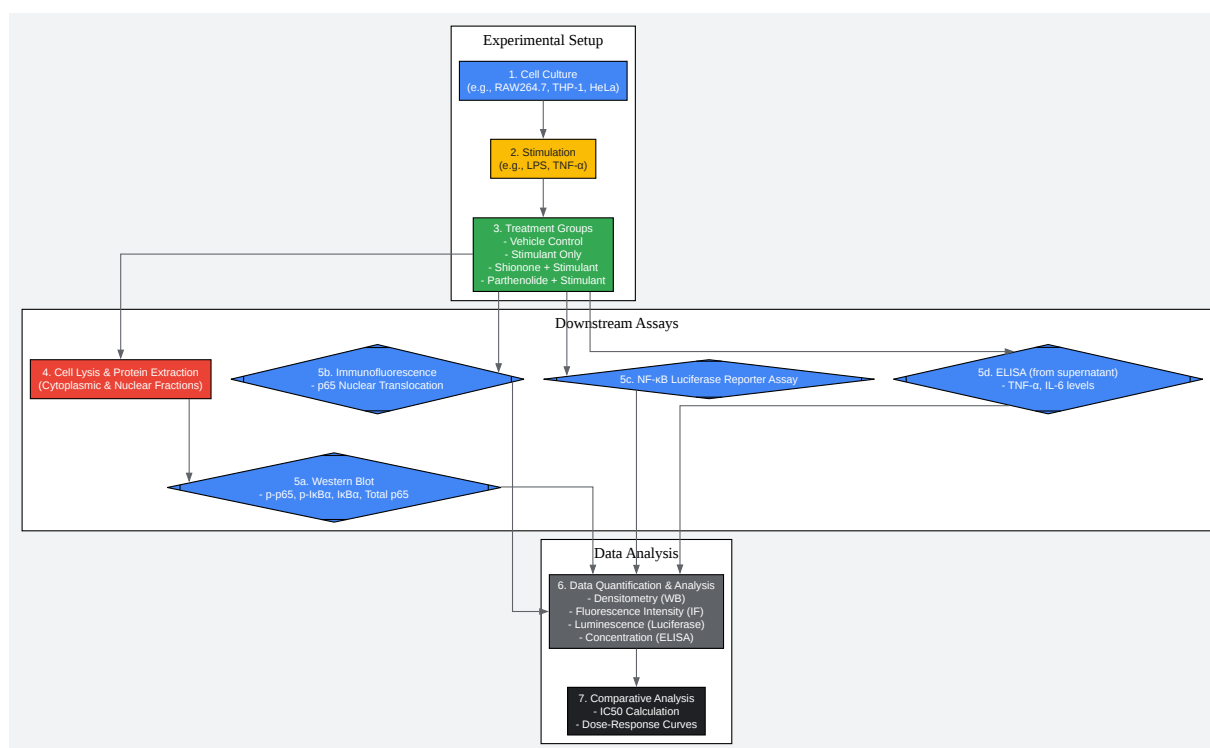 Experimental Setup
1. Cell Culture
(e.g., RAW264.7, THP-1, HeLa)
2. Stimulation
(e.g., LPS, TNF-α)
3. Treatment Groups
- Vehicle Control
- Stimulant Only
- Shionone + Stimulant
- Parthenolide + Stimulant
Downstream Assays
4. Cell Lysis & Protein Extraction
(Cytoplasmic & Nuclear Fractions)
5b. Immunofluorescence
- p65 Nuclear Translocation
5c. NF-κB Luciferase Reporter Assay
5d. ELISA (from supernatant)
- TNF-α, IL-6 levels
5a. Western Blot
- p-p65, p-IκBα, IκBα, Total p65
Data Analysis
6. Data Quantification & Analysis
- Densitometry (WB)
- Fluorescence Intensity (IF)
- Luminescence (Luciferase)
- Concentration (ELISA)
7. Comparative Analysis
- IC50 Calculation
- Dose-Response Curves